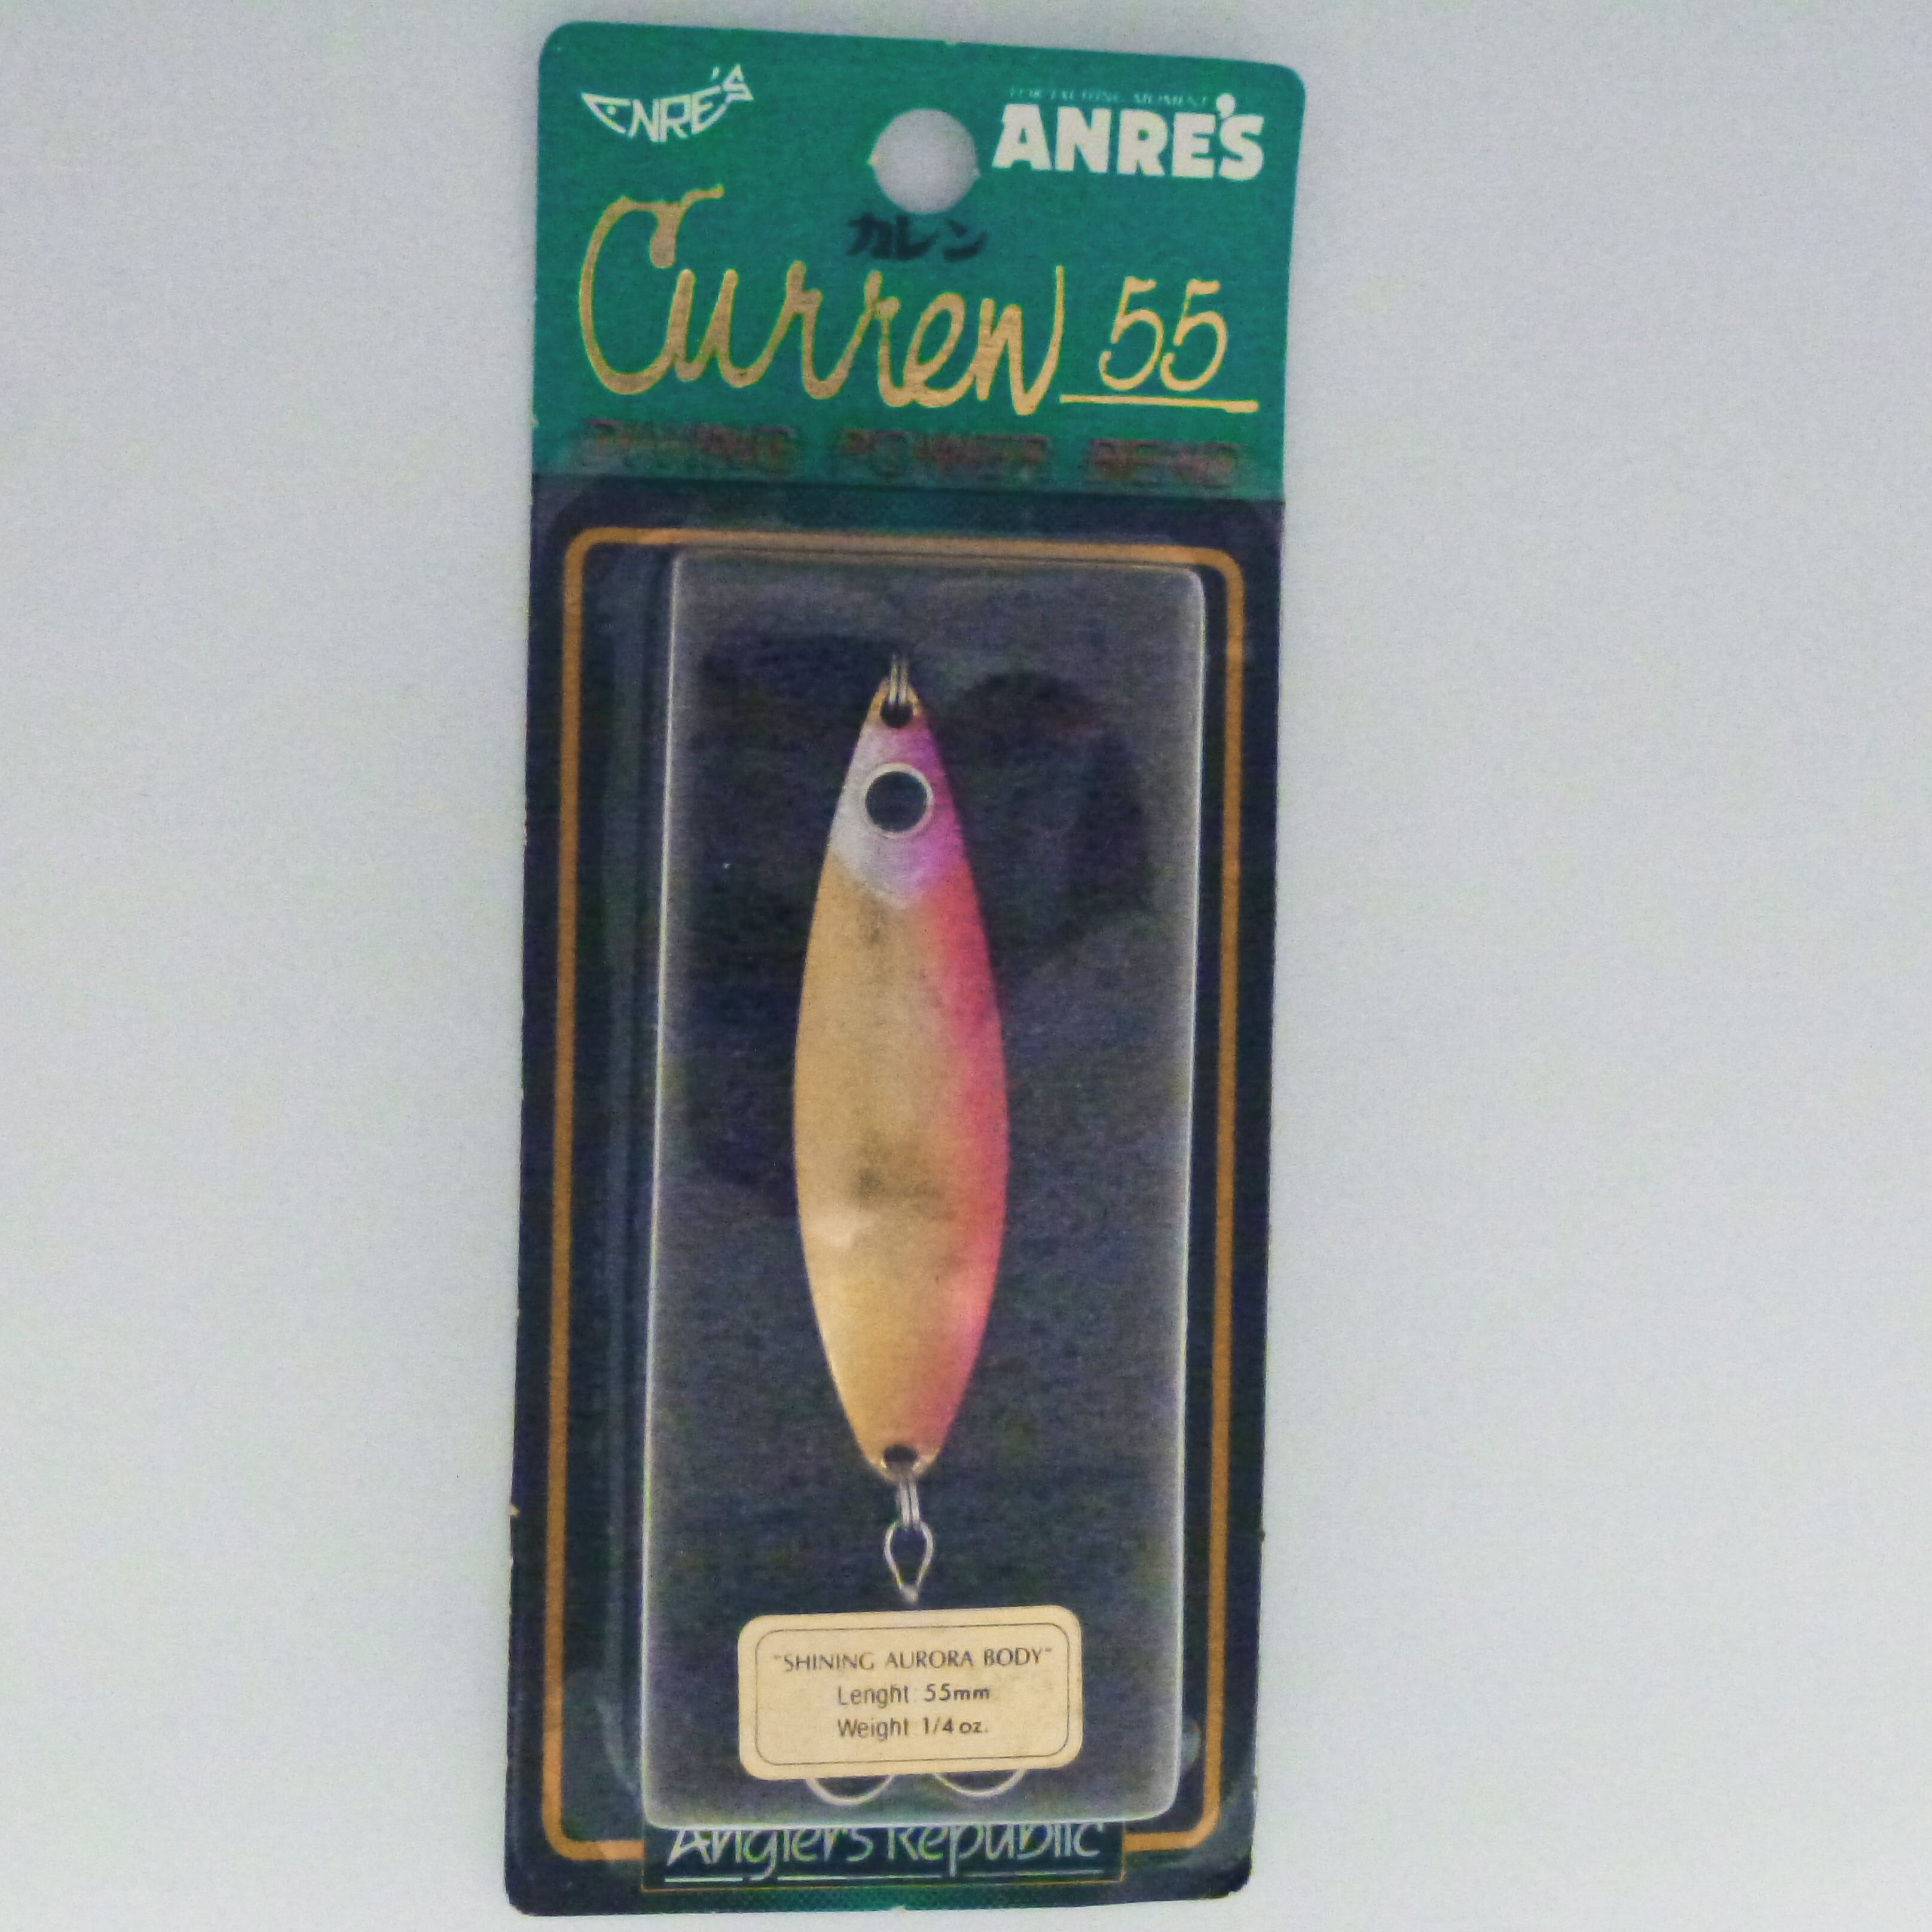 ANRE'S
FOR EXCITING MOMENT
ANRE'S
カレン
Curren 55
"SHINING AURORA BODY"
Lenght 55mm
Weight 1/4 oz.
Anglers Republic